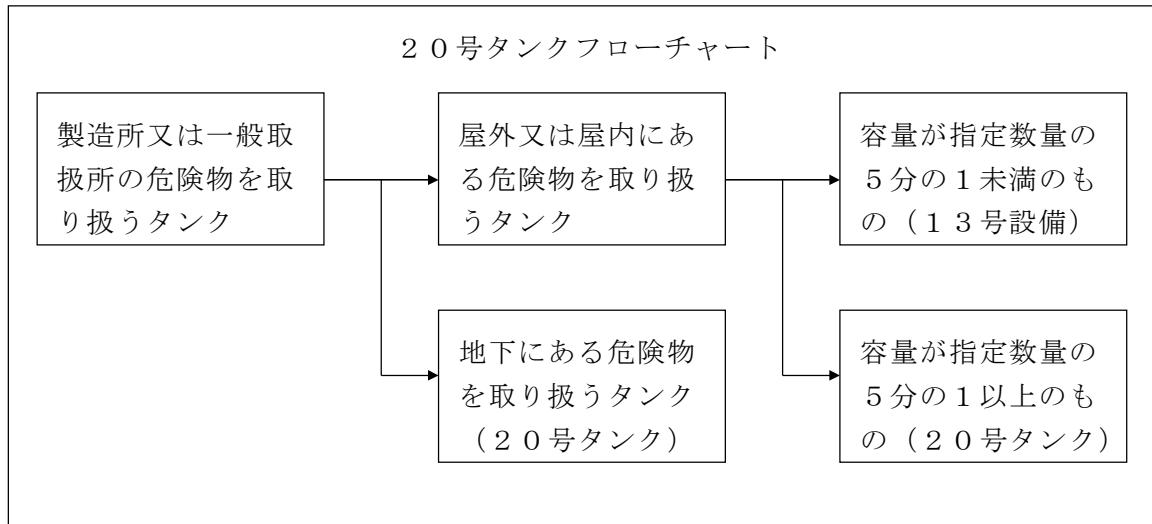 ２０号タンクフローチャート
製造所又は一般取
扱所の危険物を取
り扱うタンク
屋外又は屋内にあ
る危険物を取り扱
うタンク
容量が指定数量の
５分の１未満のも
の（１３号設備）
地下にある危険物
を取り扱うタンク
（２０号タンク）
容量が指定数量の
５分の１以上のも
の（２０号タンク）